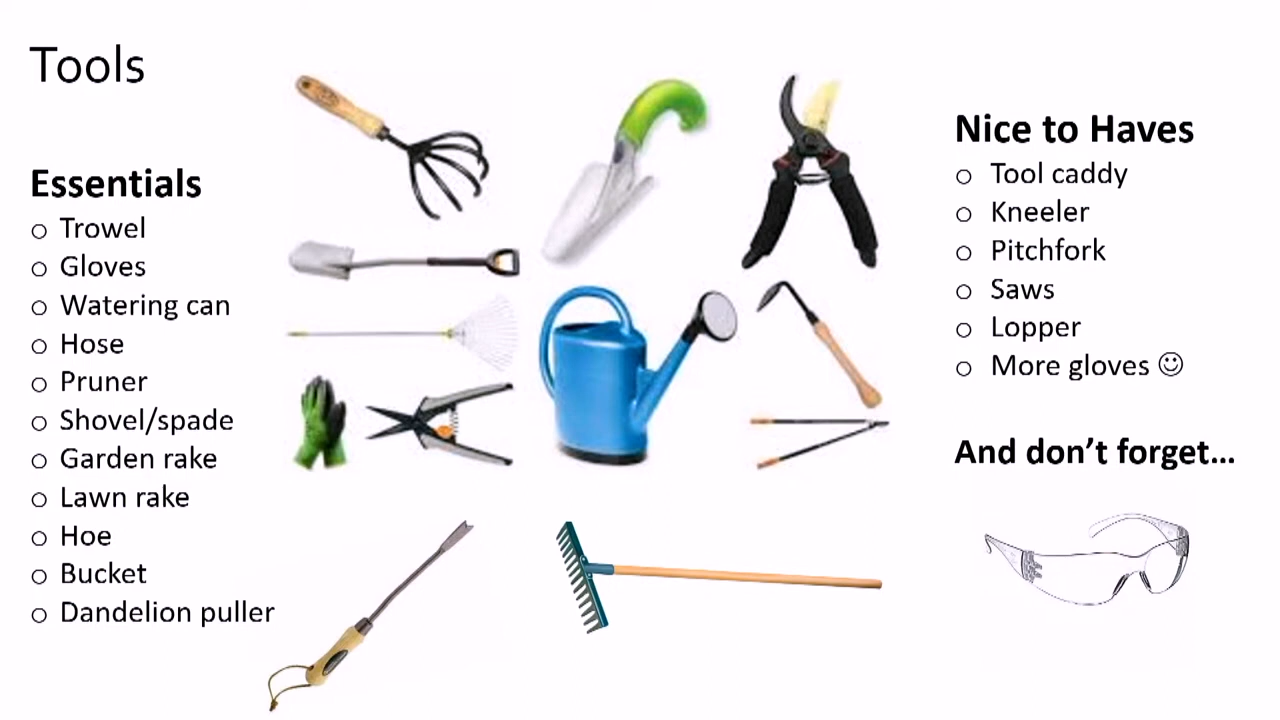 Tools
Essentials
○ Trowel
○ Gloves
○ Watering can
○ Hose
○ Pruner
○ Shovel/spade
○ Garden rake
○ Lawn rake
○ Hoe
○ Bucket
○ Dandelion puller
Nice to Haves
○ Tool caddy
○ Kneeler
○ Pitchfork
○ Saws
○ Lopper
○ More gloves ☺
And don’t forget…